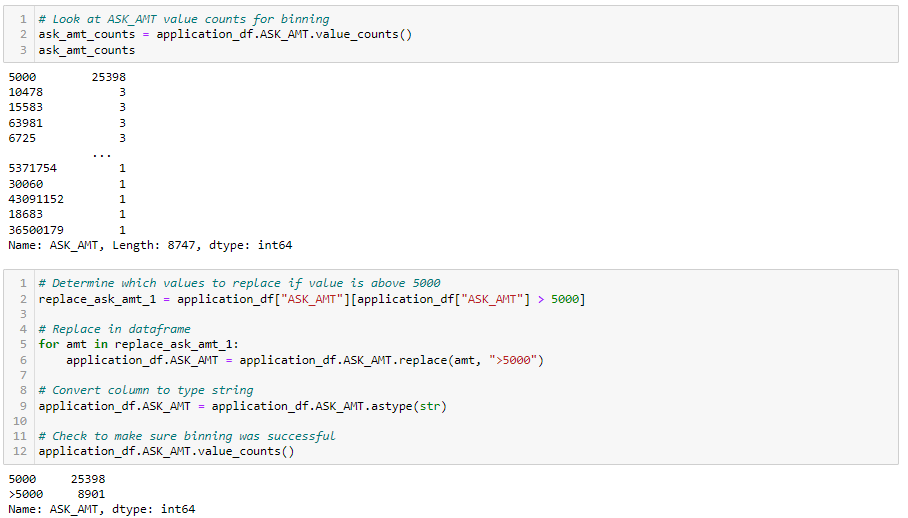 1 # Look at ASK_AMT value counts for binning
2 ask_amt_counts = application_df.ASK_AMT.value_counts()
3 ask_amt_counts
5000 25398
10478 3
15583 3
63981 3
6725 3
...
5371754 1
30060 1
43091152 1
18683 1
36500179 1
Name: ASK_AMT, Length: 8747, dtype: int64
1 # Determine which values to replace if value is above 5000
2 replace_ask_amt_1 = application_df["ASK_AMT"][application_df["ASK_AMT"] > 5000]
3
4 # Replace in dataframe
5 for amt in replace_ask_amt_1:
6 application_df.ASK_AMT = application_df.ASK_AMT.replace(amt, ">5000")
7
8 # Convert column to type string
9 application_df.ASK_AMT = application_df.ASK_AMT.astype(str)
10
11 # Check to make sure binning was successful
12 application_df.ASK_AMT.value_counts()
5000 25398
>5000 8901
Name: ASK_AMT, dtype: int64